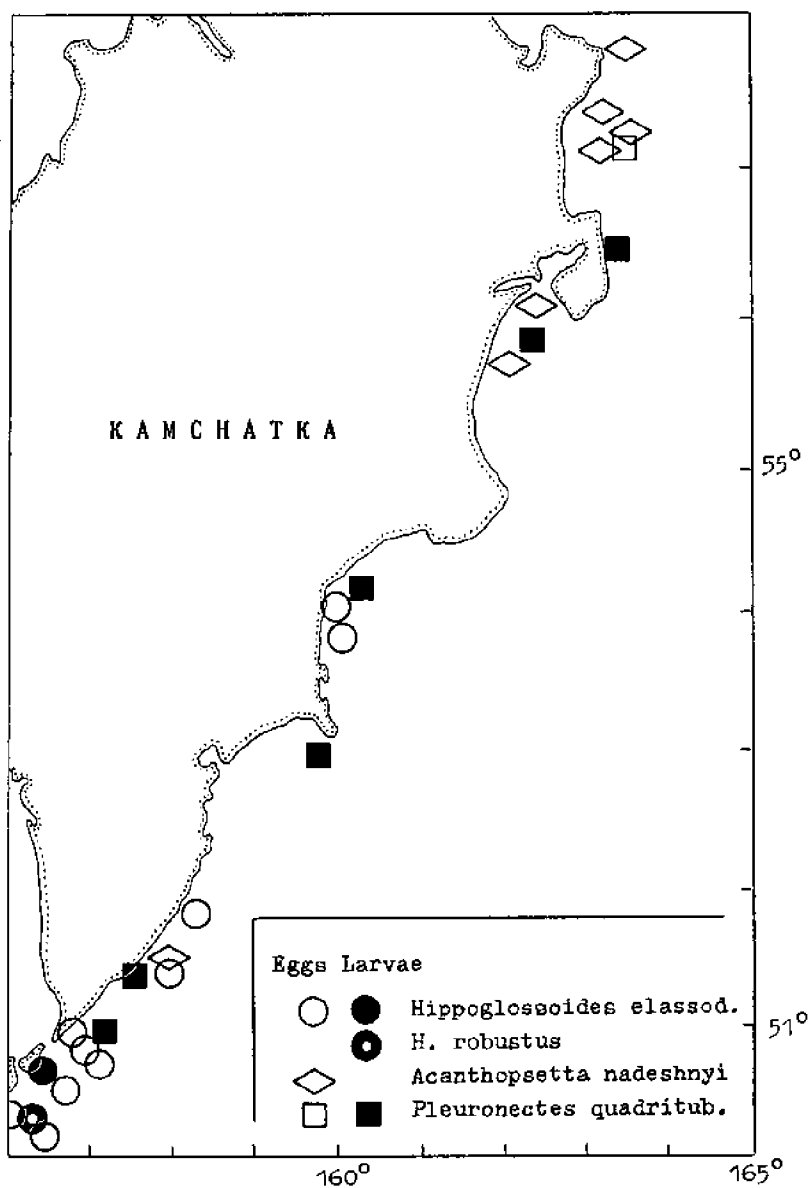 KAMCHATKA
55°
Eggs Larvae
Hippoglossoides elassod.
H. robustus
Acanthopsetta nadeshnyi
Pleuronectes quadritub.
51°
160°
165°